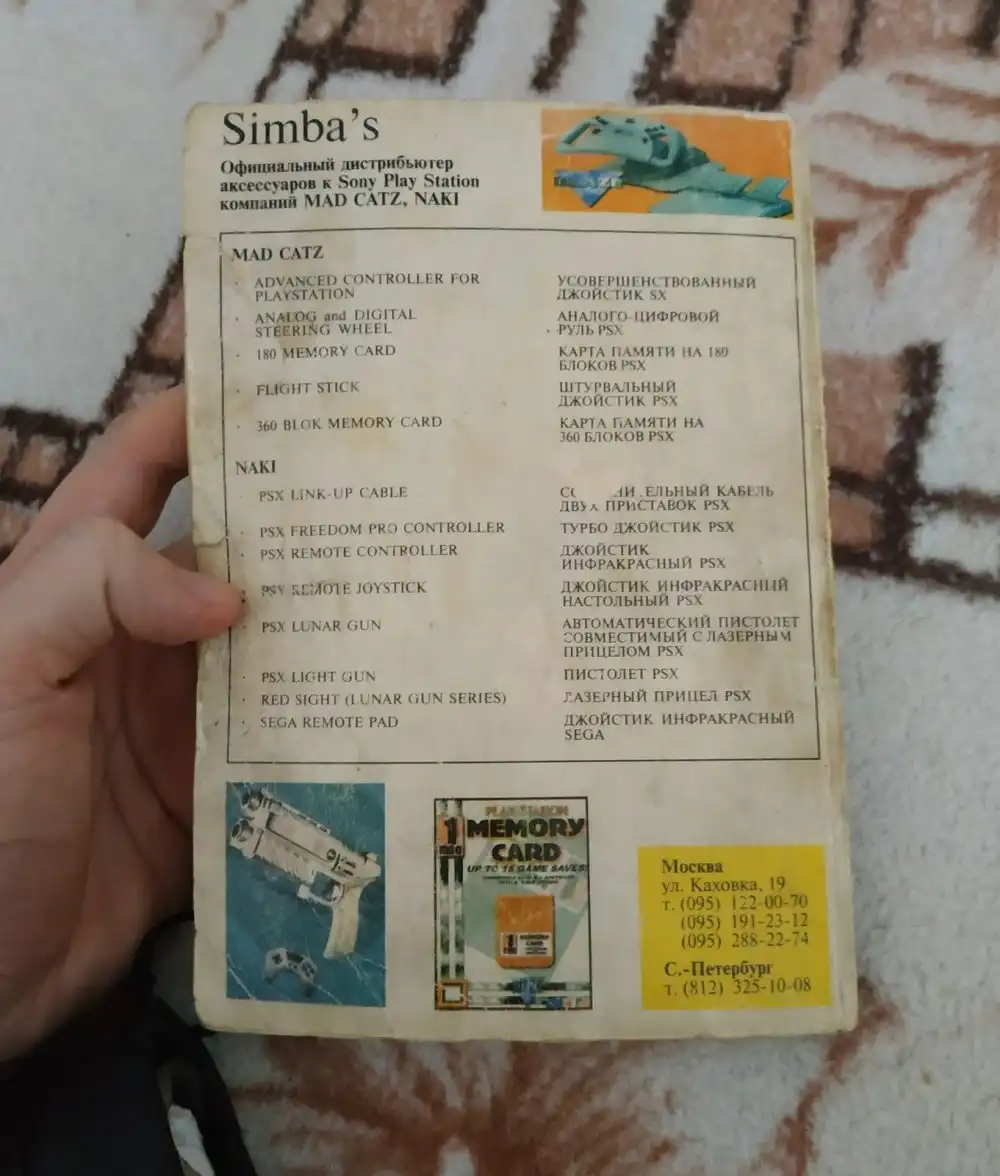 Simba's
Официальный дистрибьютер
аксессуаров к Sony Play Station
компаний MAD CATZ, NAKI
MAD CATZ
· ADVANCED CONTROLLER FOR
PLAYSTATION
УСОВЕРШЕНСТВОВАННЫЙ
ДЖОЙСТИК SX
· ANALOG and DIGITAL
STEERING WHEEL
АНАЛОГО-ЦИФРОВОЙ
РУЛЬ PSX
· 180 MEMORY CARD
КАРТА ПАМЯТИ НА 180
БЛОКОВ PSX
· FLIGHT STICK
ШТУРВАЛЬНЫЙ
ДЖОЙСТИК PSX
· 360 BLOK MEMORY CARD
КАРТА ПАМЯТИ НА
360 БЛОКОВ PSX
NAKI
· PSX LINK-UP CABLE
КАБЕЛЬ
ДВУХ ПРИСТАВОК PSX
· PSX FREEDOM PRO CONTROLLER
ТУРБО ДЖОЙСТИК PSX
· PSX REMOTE CONTROLLER
ДЖОЙСТИК
ИНФРАКРАСНЫЙ PSX
· PSX REMOTE JOYSTICK
ДЖОЙСТИК ИНФРАКРАСНЫЙ
НАСТОЛЬНЫЙ PSX
· PSX LUNAR GUN
АВТОМАТИЧЕСКИЙ ПИСТОЛЕТ
СОВМЕСТИМЫЙ С ЛАЗЕРНЫМ
ПРИЦЕЛОМ PSX
· PSX LIGHT GUN
ПИСТОЛЕТ PSX
· RED SIGHT (LUNAR GUN SERIES)
ЛАЗЕРНЫЙ ПРИЦЕЛ PSX
· SEGA REMOTE PAD
ДЖОЙСТИК ИНФРАКРАСНЫЙ
SEGA
PLAYSTATION
1 MEG
MEMORY
CARD
UP TO 15 GAME SAVES!
MEMORY
CARD
Москва
ул. Каховка, 19
т. (095) 122-00-70
(095) 191-23-12
(095) 288-22-74
С.-Петербург
т. (812) 325-10-08